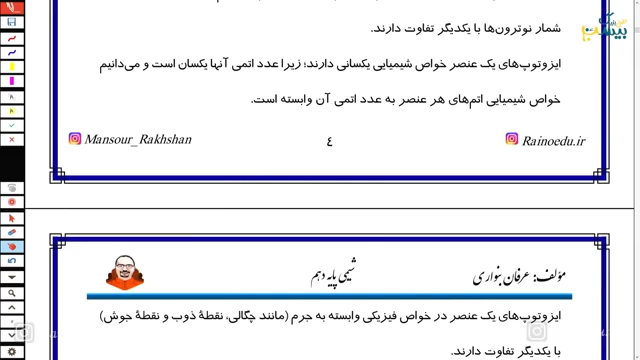 شمار نوترون‌ها با یکدیگر تفاوت دارند.
ایزوتوپ‌های یک عنصر خواص شیمیایی یکسانی دارند؛ زیرا عدد اتمی آنها یکسان است و می‌دانیم
خواص شیمیایی اتم‌های هر عنصر به عدد اتمی آن وابسته است.
Mansour_Rakhshan
٤
Rainoedu.ir
مؤلف: عرفان بنواری
شیمی پایه دهم
ایزوتوپ‌های یک عنصر در خواص فیزیکی وابسته به جرم (مانند چگالی، نقطهٔ ذوب و نقطهٔ جوش)
با یکدیگر تفاوت دارند.